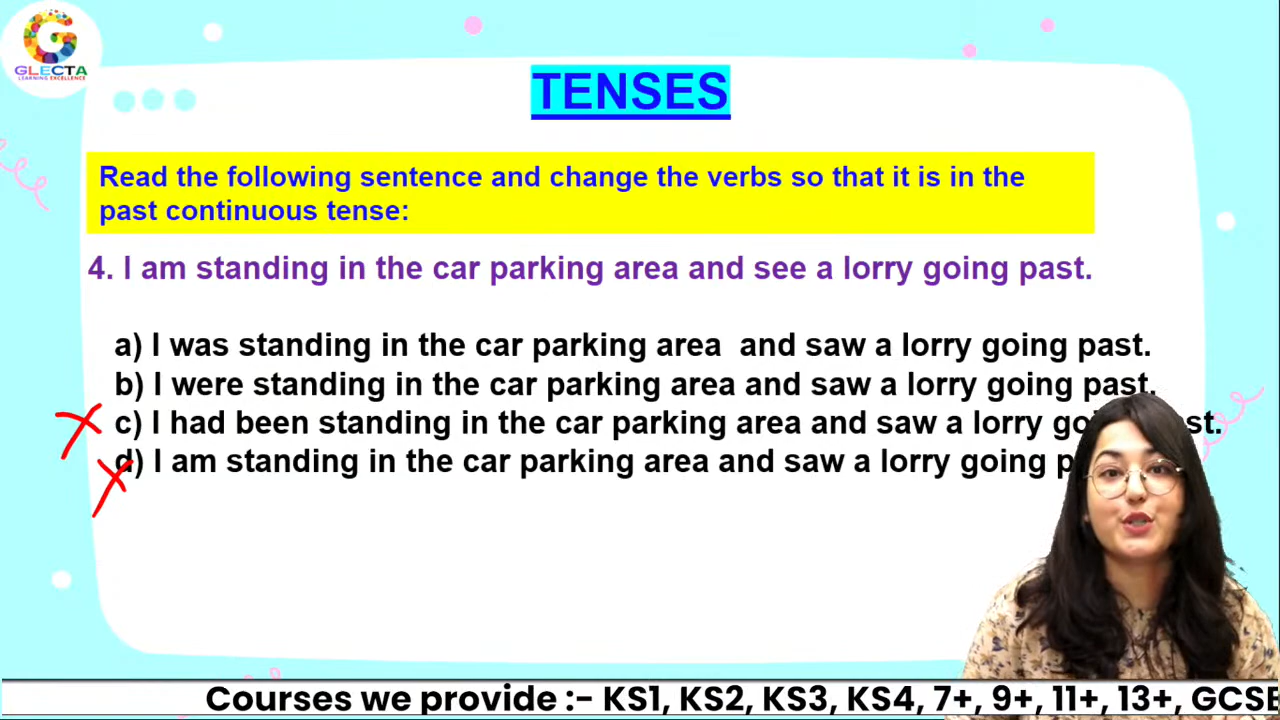 GLECTA
LEARNING EXCELLENCE
TENSES
Read the following sentence and change the verbs so that it is in the
past continuous tense:
4. I am standing in the car parking area and see a lorry going past.
a) I was standing in the car parking area and saw a lorry going past.
b) I were standing in the car parking area and saw a lorry going past.
c) I had been standing in the car parking area and saw a lorry
d) I am standing in the car parking area and saw a lorry going
Courses we provide :- KS1, KS2, KS3, KS4, 7+, 9+, 11+, 13+, GCSE